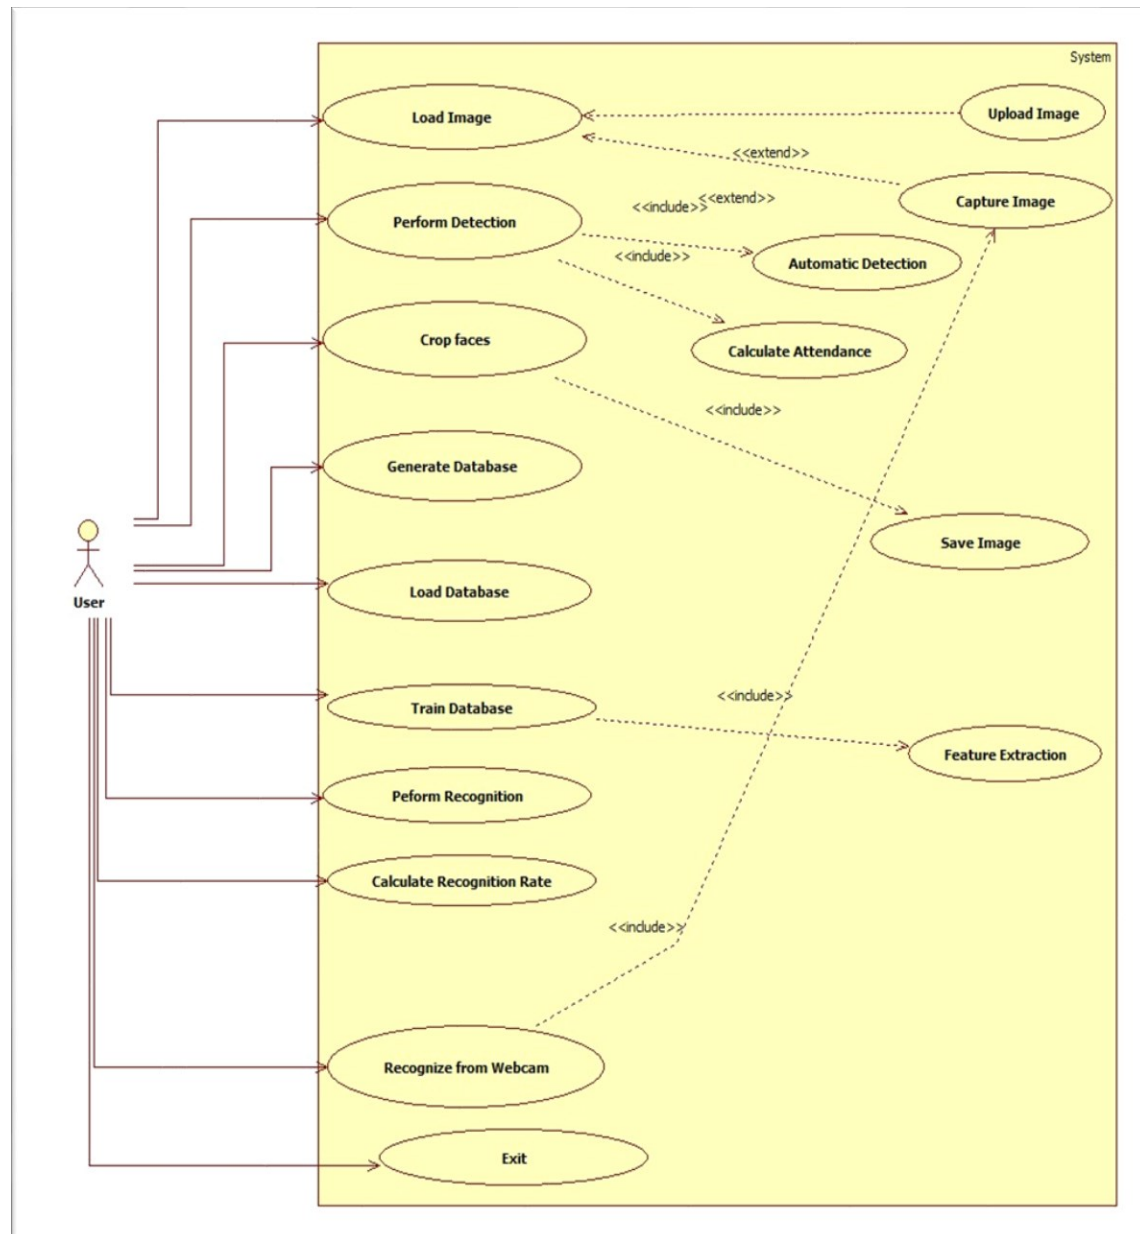 System
Load Image
Upload Image
<<extend>>
Capture Image
<<extend>>
<<include>>
Perform Detection
<<include>>
Automatic Detection
Crop faces
Calculate Attendance
<<include>>
Generate Database
Save Image
Load Database
User
<<include>>
Train Database
Feature Extraction
Peform Recognition
Calculate Recognition Rate
<<include>>
Recognize from Webcam
Exit